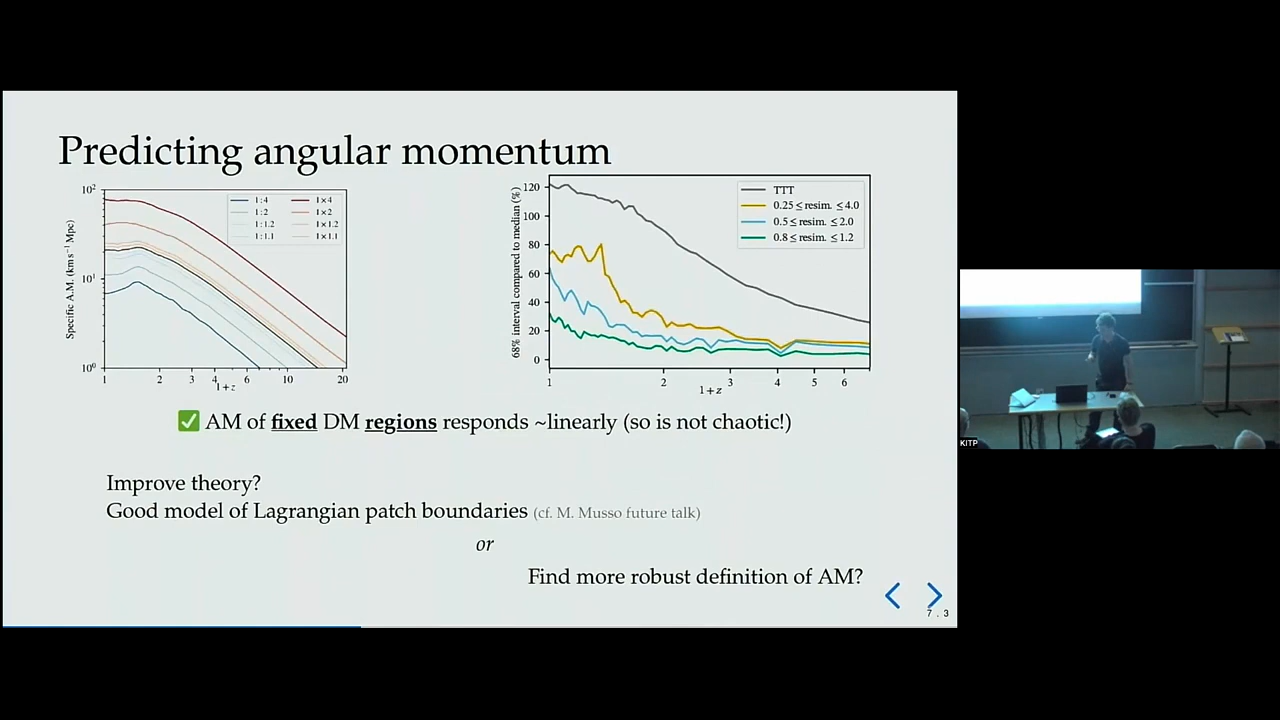 Predicting angular momentum
Specific A.M. (km s⁻¹ Mpc)
10²
10¹
10⁰
1:4
1:2
1:1.2
1:1.1
1×4
1×2
1×1.2
1×1.1
1 2 3 4 6 10 20
1+z
68% interval compared to median (%)
120
100
80
60
40
20
0
TTT
0.25 ≤ resim. ≤ 4.0
0.5 ≤ resim. ≤ 2.0
0.8 ≤ resim. ≤ 1.2
1 2 3 4 5 6
1+z
✅ AM of fixed DM regions responds ~linearly (so is not chaotic!)
Improve theory?
Good model of Lagrangian patch boundaries (cf. M. Musso future talk)
or
Find more robust definition of AM?
7.3
KITP